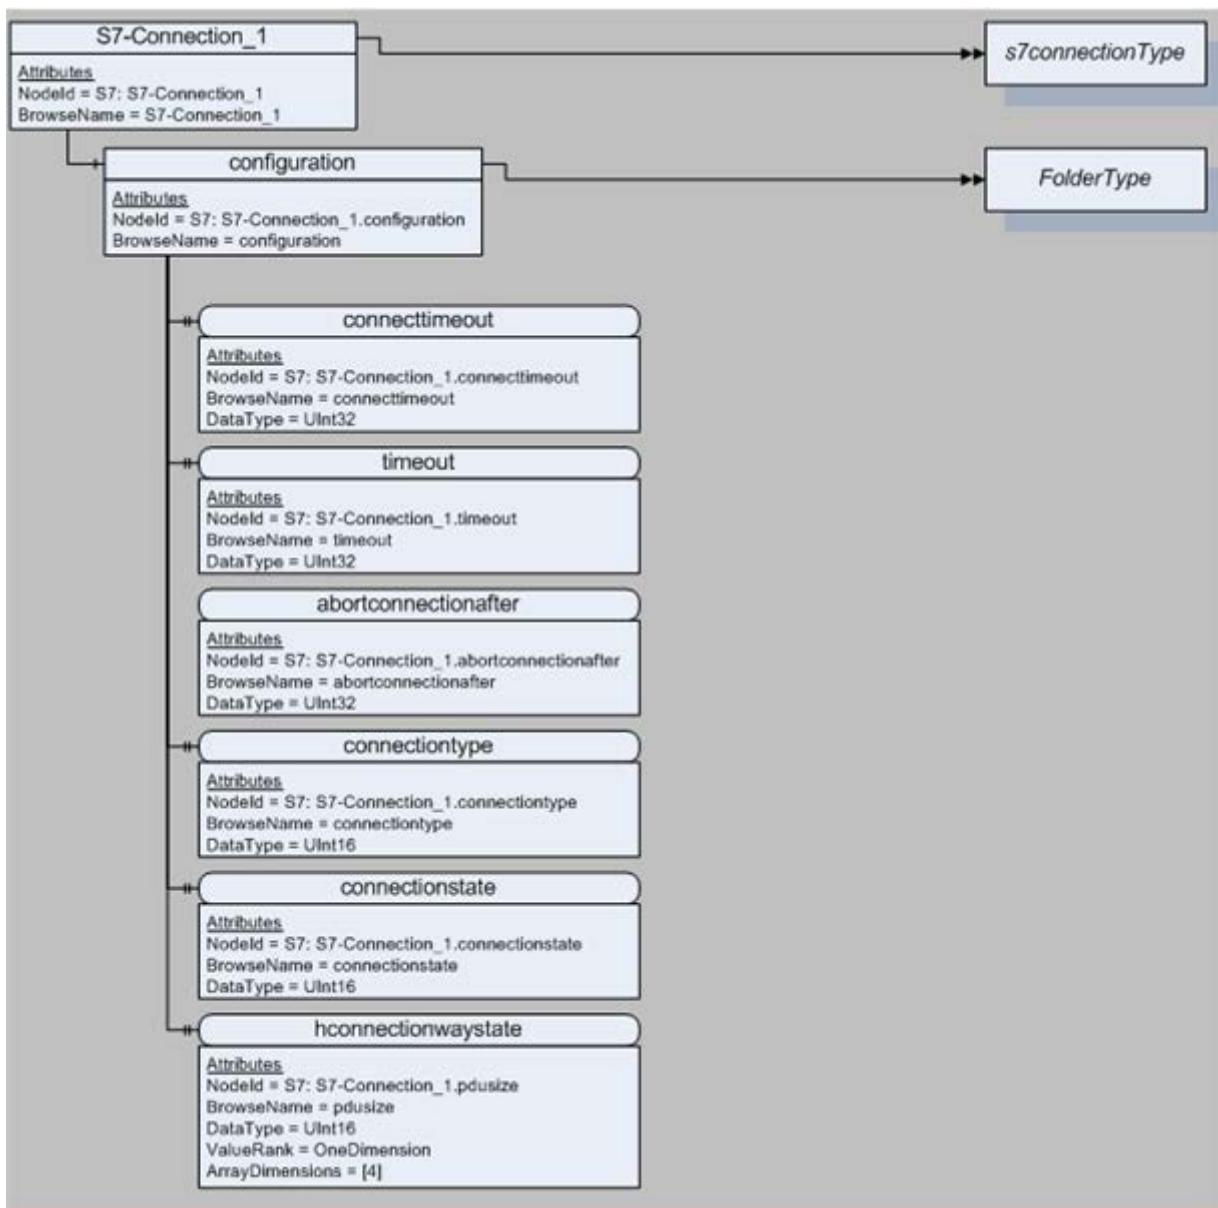 S7-Connection_1
Attributes
NodeId = S7: S7-Connection_1
BrowseName = S7-Connection_1
s7connectionType
configuration
Attributes
NodeId = S7: S7-Connection_1.configuration
BrowseName = configuration
FolderType
connecttimeout
Attributes
NodeId = S7: S7-Connection_1.connecttimeout
BrowseName = connecttimeout
DataType = UInt32
timeout
Attributes
NodeId = S7: S7-Connection_1.timeout
BrowseName = timeout
DataType = UInt32
abortconnectionafter
Attributes
NodeId = S7: S7-Connection_1.abortconnectionafter
BrowseName = abortconnectionafter
DataType = UInt32
connectiontype
Attributes
NodeId = S7: S7-Connection_1.connectiontype
BrowseName = connectiontype
DataType = UInt16
connectionstate
Attributes
NodeId = S7: S7-Connection_1.connectionstate
BrowseName = connectionstate
DataType = UInt16
hconnectionwaystate
Attributes
NodeId = S7: S7-Connection_1.pdusize
BrowseName = pdusize
DataType = UInt16
ValueRank = OneDimension
ArrayDimensions = [4]